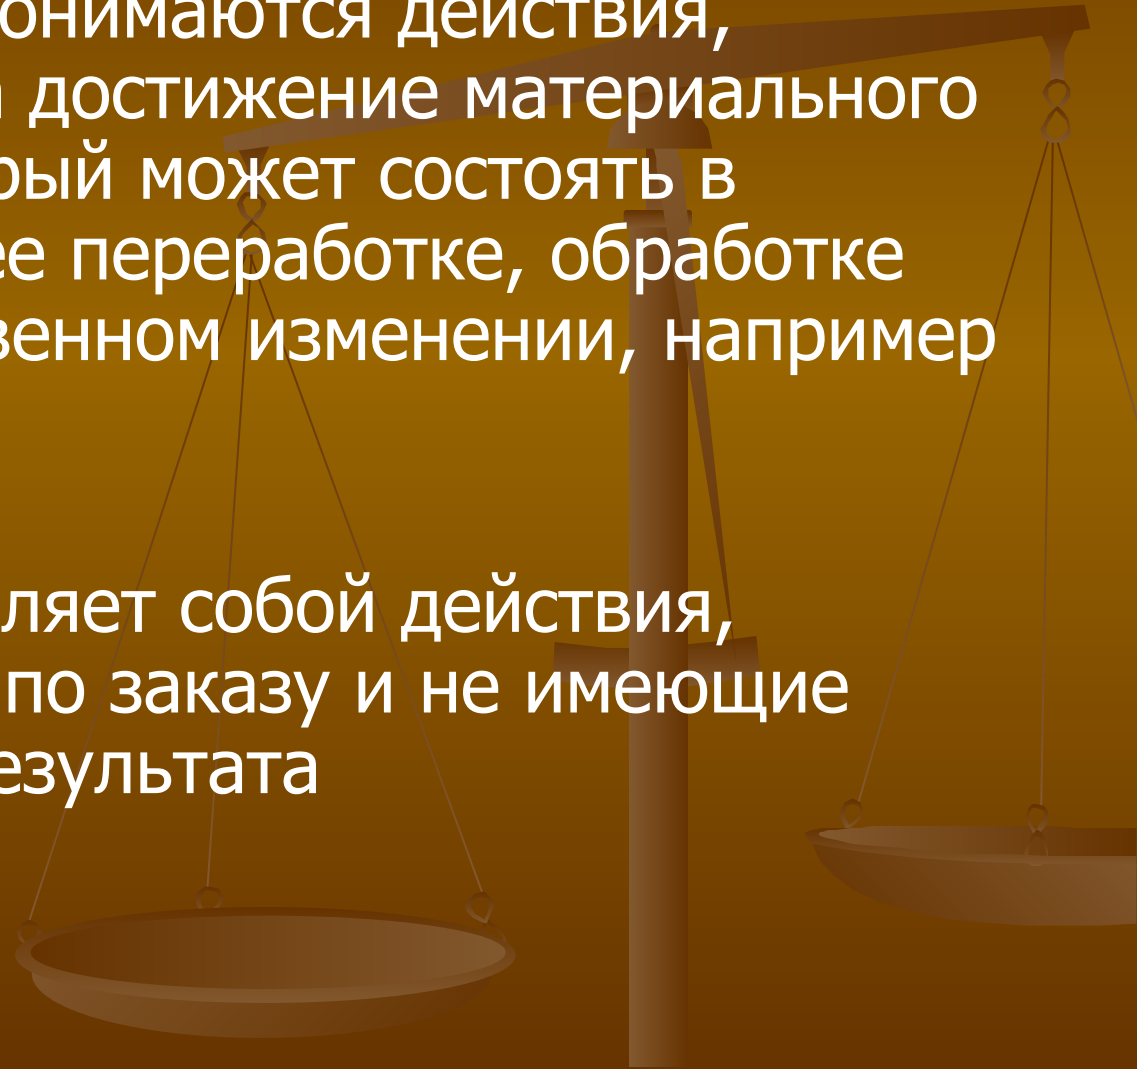 онимаются действия,
достижение материального
рый может состоять в
ее переработке, обработке
венном изменении, например
ляет собой действия,
по заказу и не имеющие
езультата